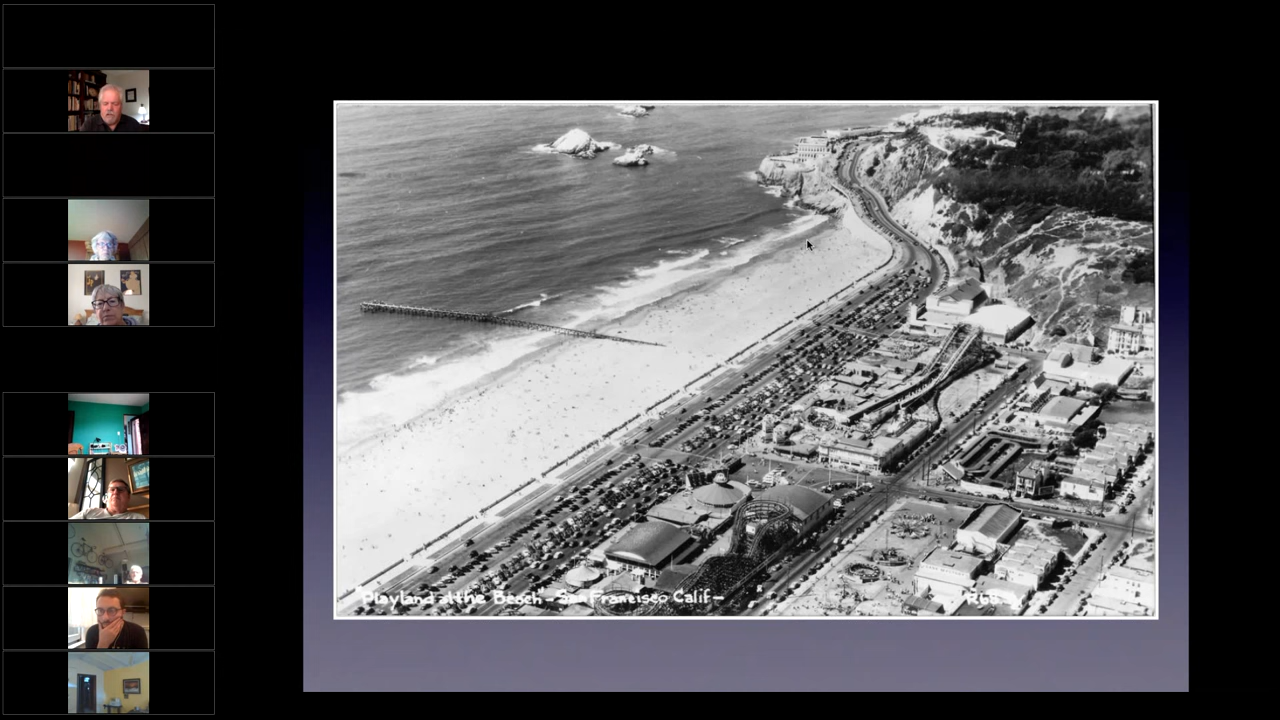 Playland at the Beach - San Francisco Calif -